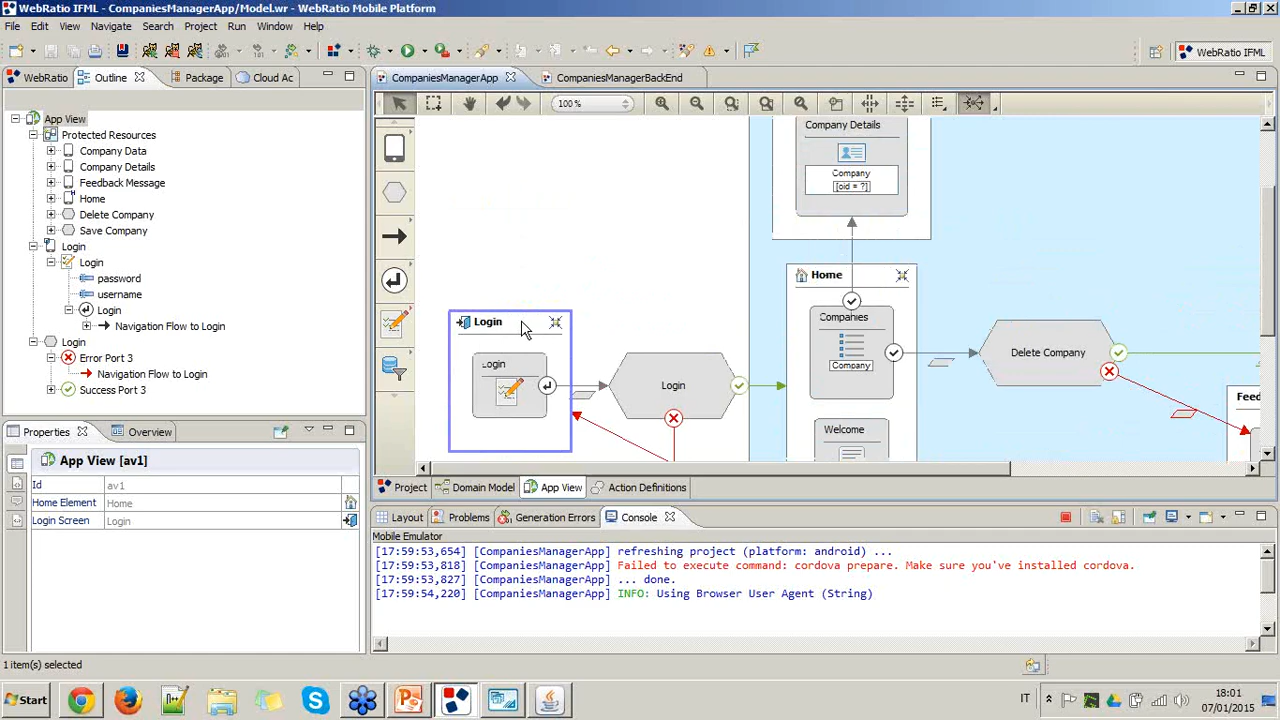 WebRatio IFML - CompaniesManagerApp/Model.wr - WebRatio Mobile Platform
File Edit View Navigate Search Project Run Window Help
WebRatio IFML
WebRatio Outline Package Cloud Ac
CompaniesManagerApp CompaniesManagerBackEnd
100%
App View
Protected Resources
Company Data
Company Details
Feedback Message
Home
Delete Company
Save Company
Login
Login
password
username
Login
Navigation Flow to Login
Login
Error Port 3
Navigation Flow to Login
Success Port 3
Company Details
Company
[oid = ?]
Home
Companies
Company
Welcome
Login
Login
Login
Delete Company
Feed
Properties Overview
App View [av1]
Id av1
Home Element Home
Login Screen Login
Project Domain Model App View Action Definitions
Layout Problems Generation Errors Console
Mobile Emulator
[17:59:53,654] [CompaniesManagerApp] refreshing project (platform: android) ...
[17:59:53,818] [CompaniesManagerApp] Failed to execute command: cordova prepare. Make sure you've installed cordova.
[17:59:53,827] [CompaniesManagerApp] ... done.
[17:59:54,220] [CompaniesManagerApp] INFO: Using Browser User Agent (String)
1 item(s) selected
Start
IT
18:01
07/01/2015